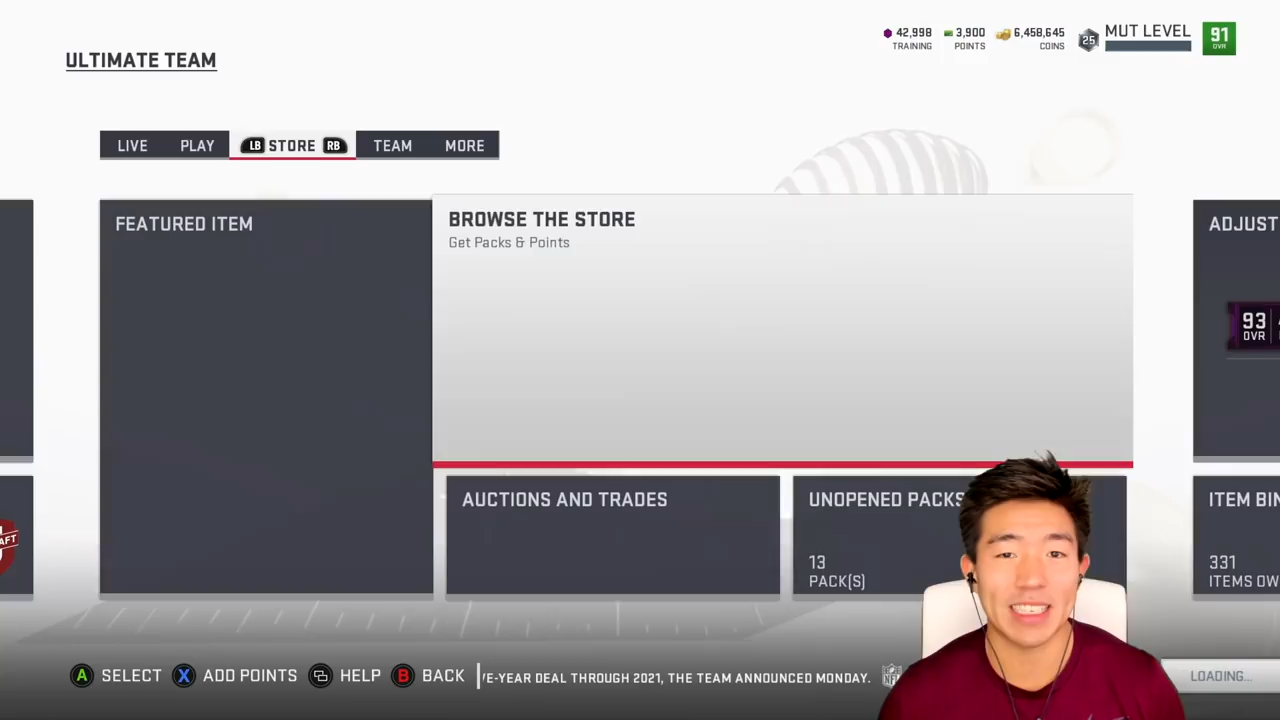 42,998
TRAINING
3,900
POINTS
6,458,645
COINS
25
MUT LEVEL
91
OVR
ULTIMATE TEAM
LIVE PLAY LB STORE RB TEAM MORE
FEATURED ITEM
BROWSE THE STORE
Get Packs & Points
ADJUST
93
OVR
AUCTIONS AND TRADES
UNOPENED PACKS
13
PACK(S)
ITEM BIN
331
ITEMS OW
AFT
A SELECT X ADD POINTS HELP B BACK
E-YEAR DEAL THROUGH 2021, THE TEAM ANNOUNCED MONDAY.
NFL
LOADING...